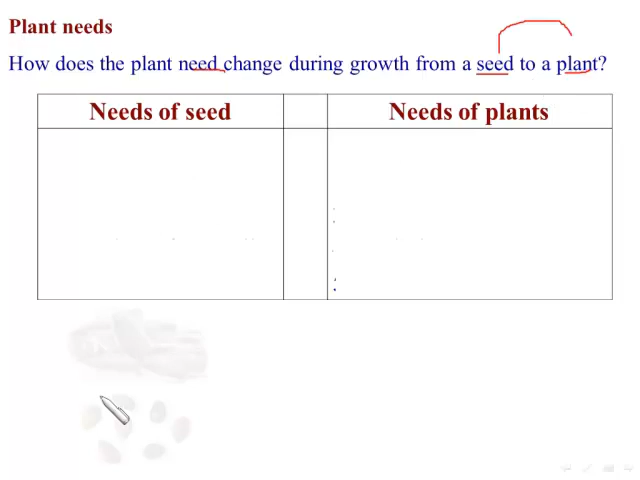 Plant needs
How does the plant need change during growth from a seed to a plant?
Needs of seed
Needs of plants